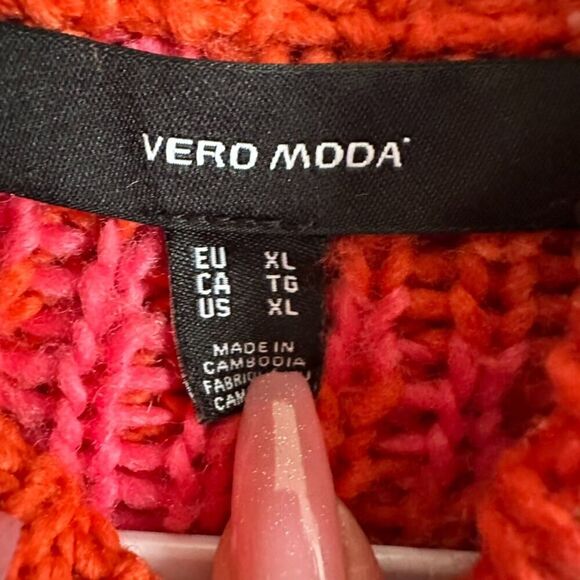 VERO MODA
EU XL
CA TG
US XL
MADE IN
CAMBODIA